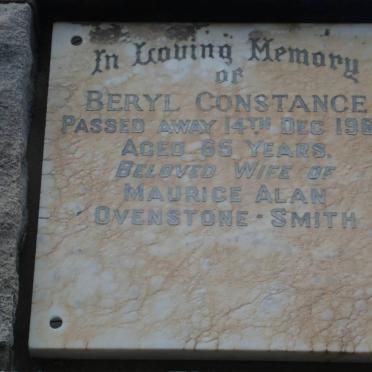 In Loving Memory
of
BERYL CONSTANCE
PASSED AWAY 14TH DEC
AGED 65 YEARS.
BELOVED WIFE OF
MAURICE ALAN
OVENSTONE-SMITH